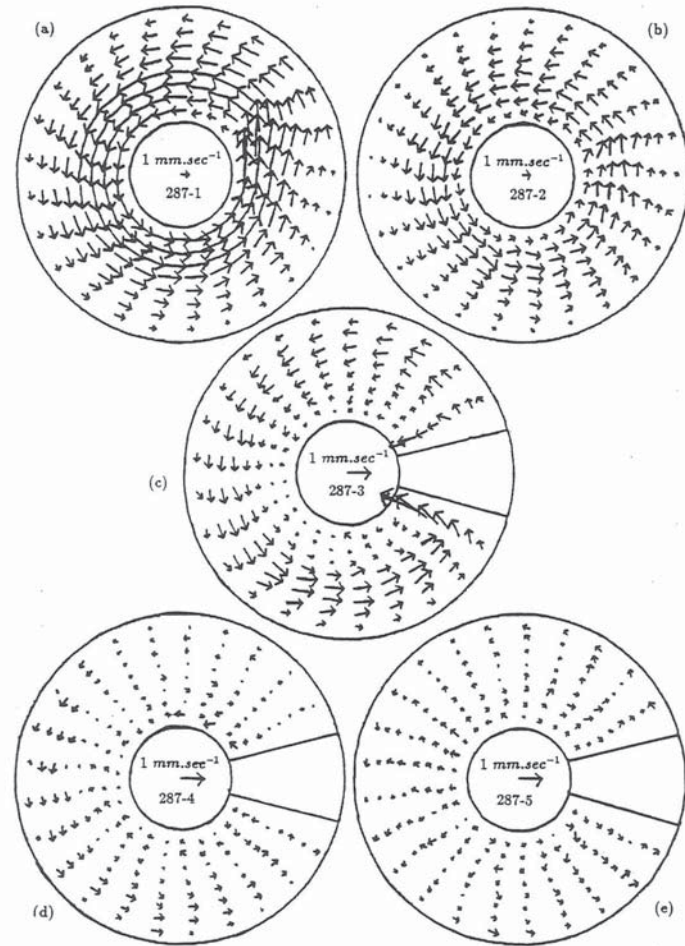 (a)
1 mm.sec⁻¹
287-1
(b)
1 mm.sec⁻¹
287-2
(c)
1 mm.sec⁻¹
287-3
(d)
1 mm.sec⁻¹
287-4
(e)
1 mm.sec⁻¹
287-5